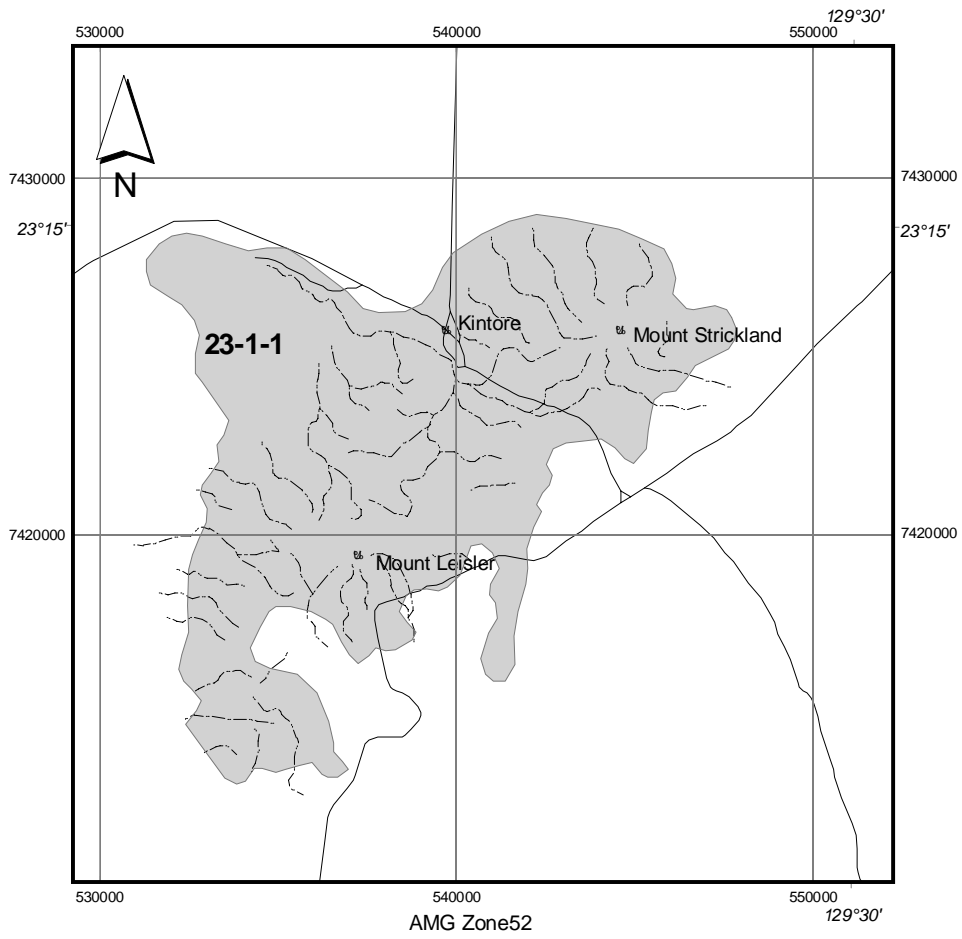 129°30'
530000 540000 550000
N
7430000 7430000
23°15' 23°15'
Kintore
Mount Strickland
23-1-1
7420000 7420000
Mount Leisler
530000 540000 550000
129°30'
AMG Zone52